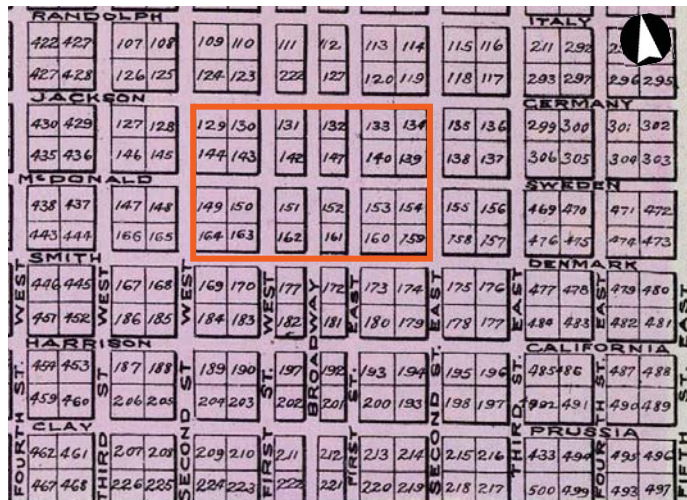 RANDOLPH ITALY
422 427 107 108 109 110 111 112 113 114 115 116 211 292
427 428 126 125 124 123 222 127 120 119 118 117 293 297 296 295
JACKSON GERMANY
430 429 127 128 129 130 131 132 133 134 135 136 299 300 301 302
435 436 146 145 144 143 142 147 140 139 138 137 306 305 304 303
McDONALD SWEDEN
438 437 147 148 149 150 151 152 153 154 155 156 469 470 471 472
443 444 166 165 164 163 162 161 160 159 158 157 476 475 474 473
SMITH DENMARK
446 445 167 168 169 170 177 172 173 174 175 176 477 478 479 480
451 452 186 185 184 183 182 181 180 179 178 177 484 483 482 481
HARRISON CALIFORNIA
454 453 187 188 189 190 197 192 193 194 195 196 485 486 487 488
459 460 206 205 204 203 202 201 200 193 198 197 492 491 490 489
CLAY PRUSSIA
462 461 207 208 209 210 211 212 213 214 215 216 433 494 495 496
467 468 226 225 224 223 222 221 220 219 218 217 500 499 493 497
WEST FOURTH ST.
WEST THIRD ST
WEST SECOND ST
WEST FIRST ST.
BROADWAY
EAST FIRST ST.
EAST SECOND ST.
EAST THIRD ST.
EAST FOURTH ST.
EAST FIFTH